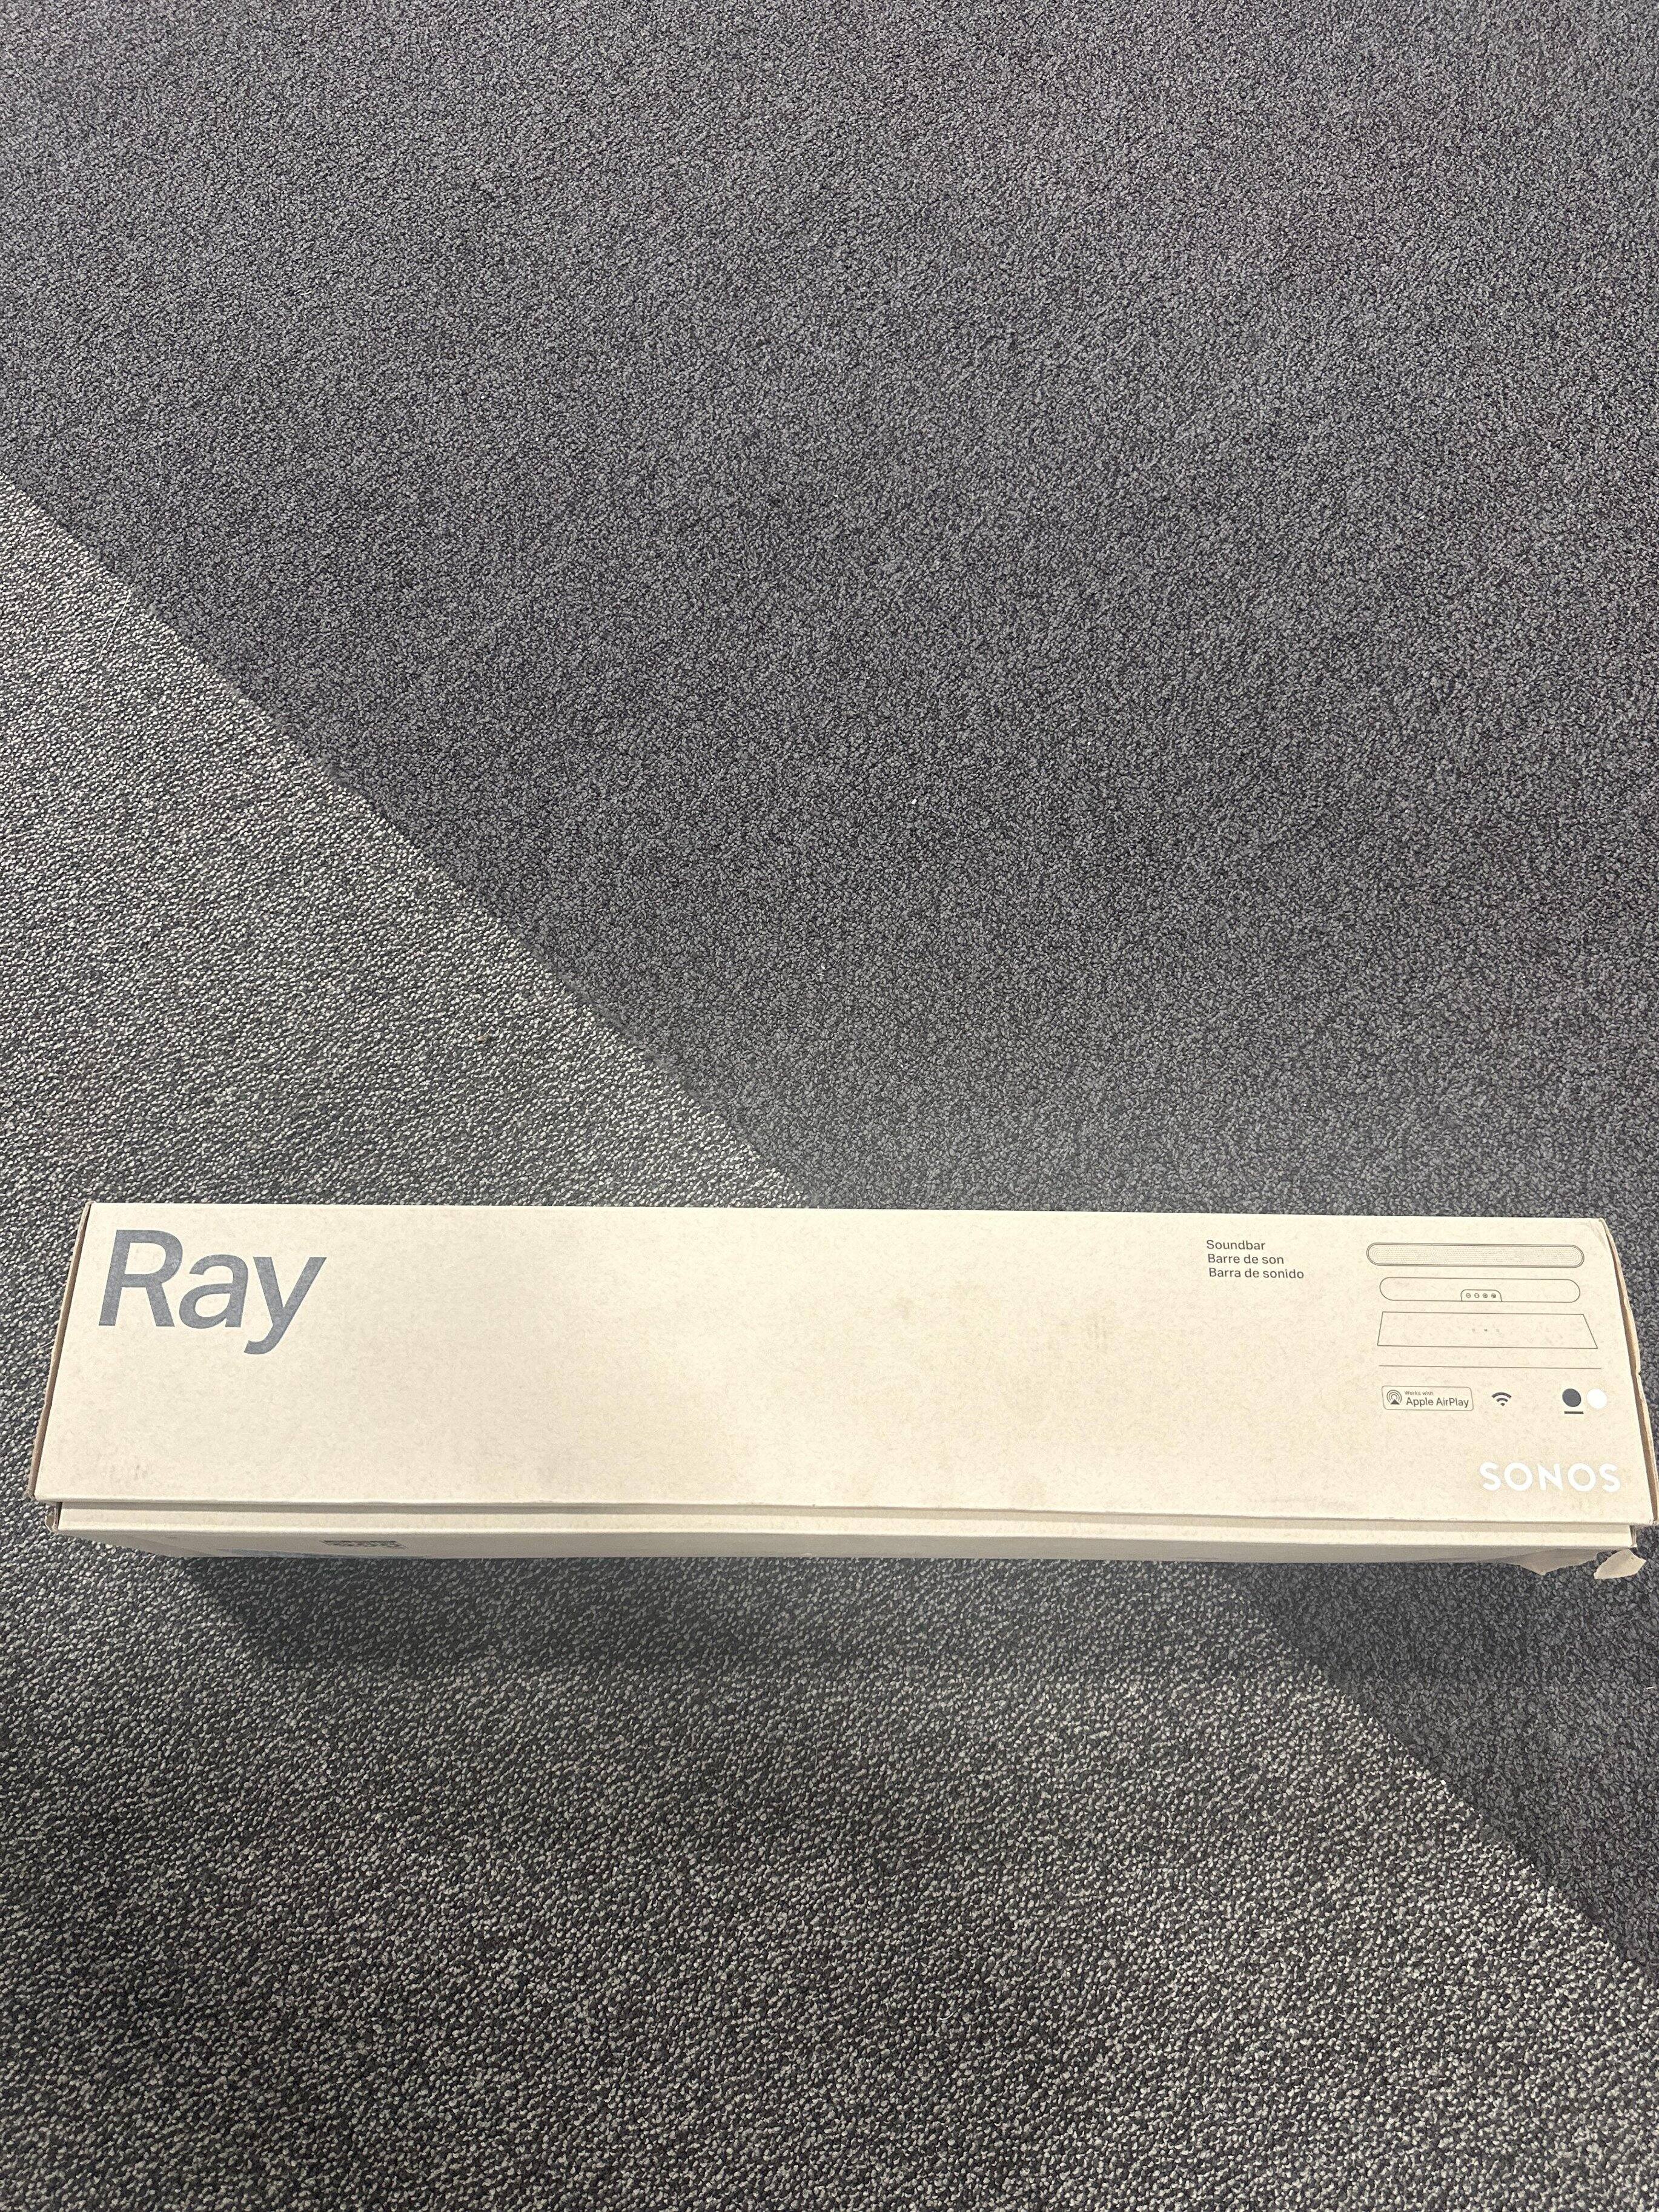 Ray
Soundbar
Barre de son
Barra de sonido
Works with
Apple AirPlay
SONOS